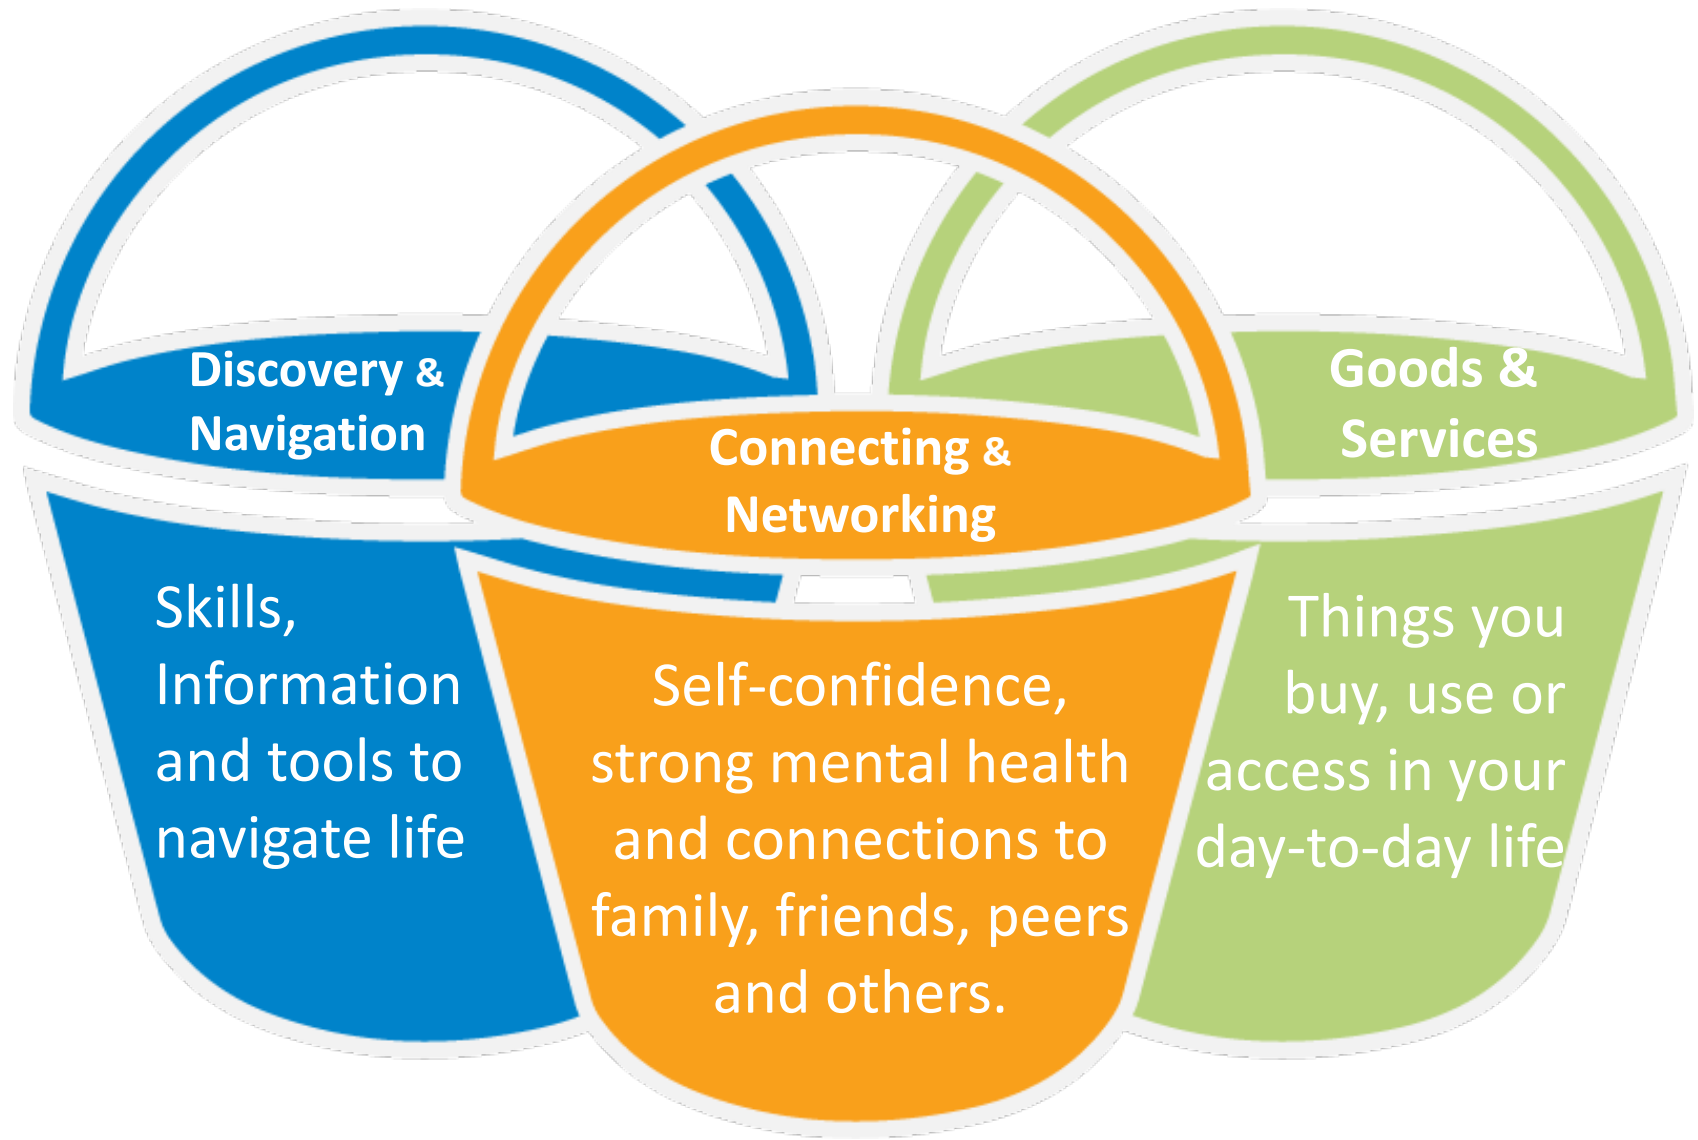 Discovery &
Navigation
Skills,
Information
and tools to
navigate life
Connecting &
Networking
Self-confidence,
strong mental health
and connections to
family, friends, peers
and others.
Goods &
Services
Things you
buy, use or
access in your
day-to-day life